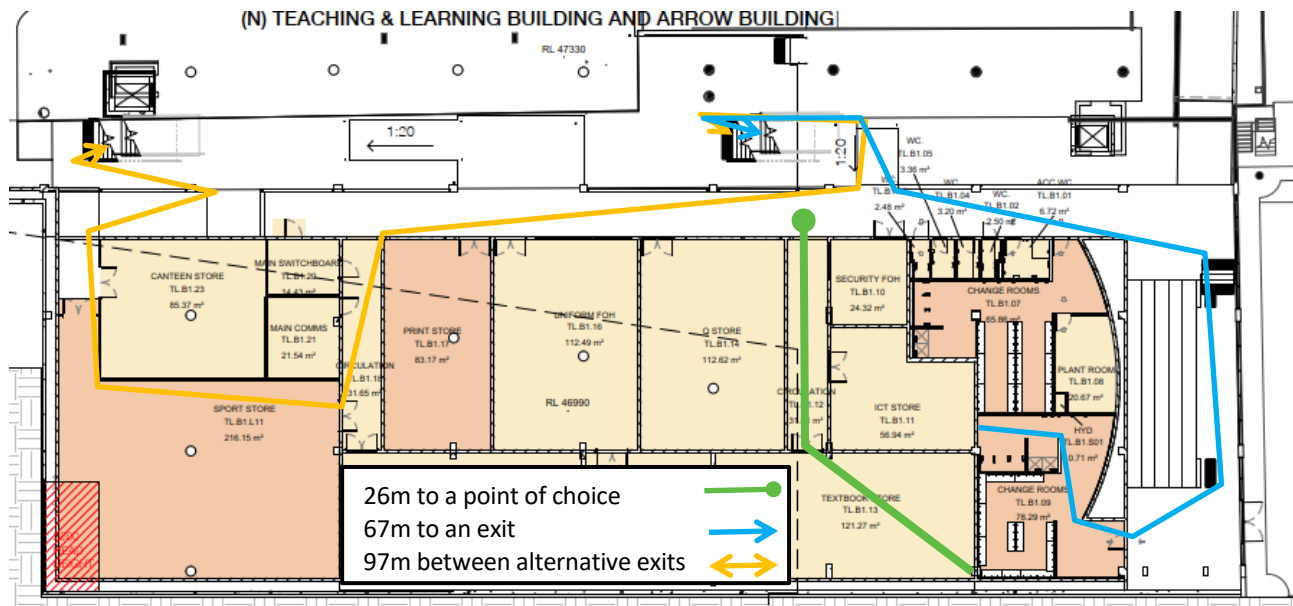 (N) TEACHING & LEARNING BUILDING AND ARROW BUILDING
RL 47330
1:20
1:20
WC.
TL.B1.05
3.36 m²
WC.
2.48 m²
WC.
TL.B1.04
3.20 m²
WC.
TL.B1.02
2.50 m²
ACC.WC
TL.B1.01
6.72 m²
CANTEEN STORE
TL.B1.23
85.37 m²
MAIN SWITCHBOARD
TL.B1.20
14.43 m²
MAIN COMMS
TL.B1.21
21.54 m²
CIRCULATION
TL.B1.18
31.65 m²
PRINT STORE
TL.B1.17
83.17 m²
UNIFORM FOH
TL.B1.16
112.49 m²
RL 46990
Q STORE
TL.B1.14
112.62 m²
CIRCULATION
SECURITY FOH
TL.B1.10
24.32 m²
ICT STORE
TL.B1.11
56.94 m²
CHANGE ROOMS
TL.B1.07
65.86 m²
PLANT ROOM
TL.B1.08
20.67 m²
HYD
TL.B1.S01
0.71 m²
CHANGE ROOMS
TL.B1.09
78.29 m²
SPORT STORE
TL.B1.L11
216.15 m²
TEXTBOOK STORE
TL.B1.13
121.27 m²
26m to a point of choice
67m to an exit
97m between alternative exits